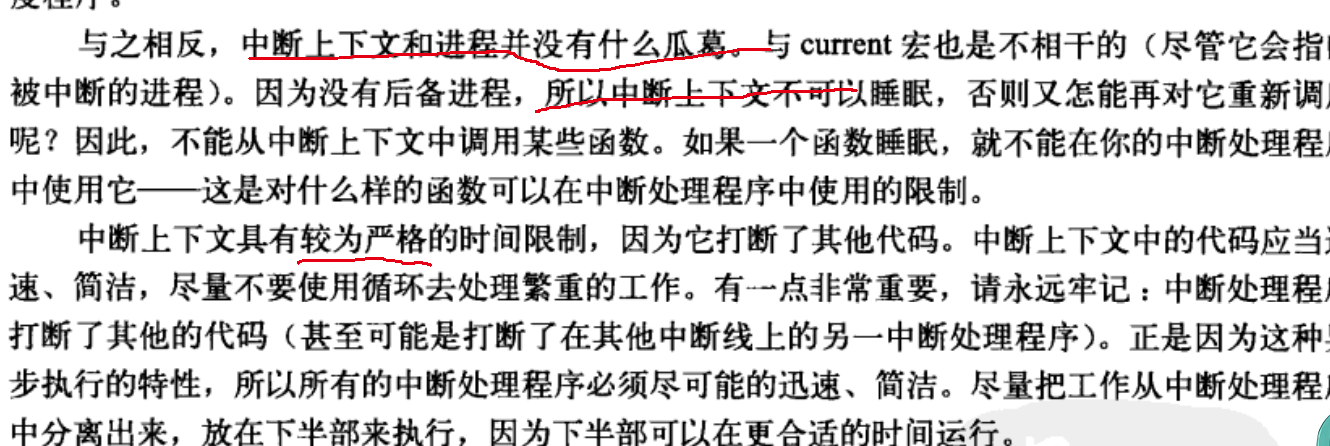 度程序。
与之相反，中断上下文和进程并没有什么瓜葛。与 current 宏也是不相干的（尽管它会指
被中断的进程）。因为没有后备进程，所以中断上下文不可以睡眠，否则又怎能再对它重新调
呢？因此，不能从中断上下文中调用某些函数。如果一个函数睡眠，就不能在你的中断处理程
中使用它——这是对什么样的函数可以在中断处理程序中使用的限制。
中断上下文具有较为严格的时间限制，因为它打断了其他代码。中断上下文中的代码应当
速、简洁，尽量不要使用循环去处理繁重的工作。有一点非常重要，请永远牢记：中断处理程
打断了其他的代码（甚至可能是打断了在其他中断线上的另一中断处理程序）。正是因为这种
步执行的特性，所以所有的中断处理程序必须尽可能的迅速、简洁。尽量把工作从中断处理程
中分离出来，放在下半部来执行，因为下半部可以在更合适的时间运行。